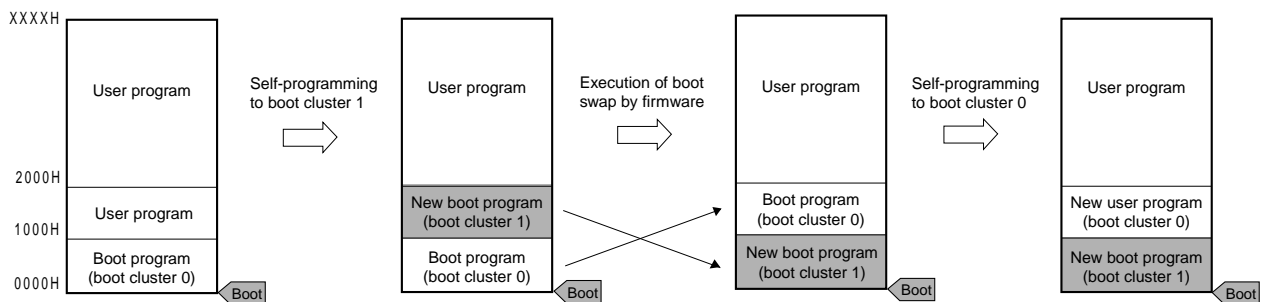 XXXXH
2000H
1000H
0000H
User program
User program
Boot program
(boot cluster 0)
Boot
Self-programming
to boot cluster 1
User program
New boot program
(boot cluster 1)
Boot program
(boot cluster 0)
Boot
Execution of boot
swap by firmware
User program
Boot program
(boot cluster 0)
New boot program
(boot cluster 1)
Boot
Self-programming
to boot cluster 0
User program
New user program
(boot cluster 0)
New boot program
(boot cluster 1)
Boot